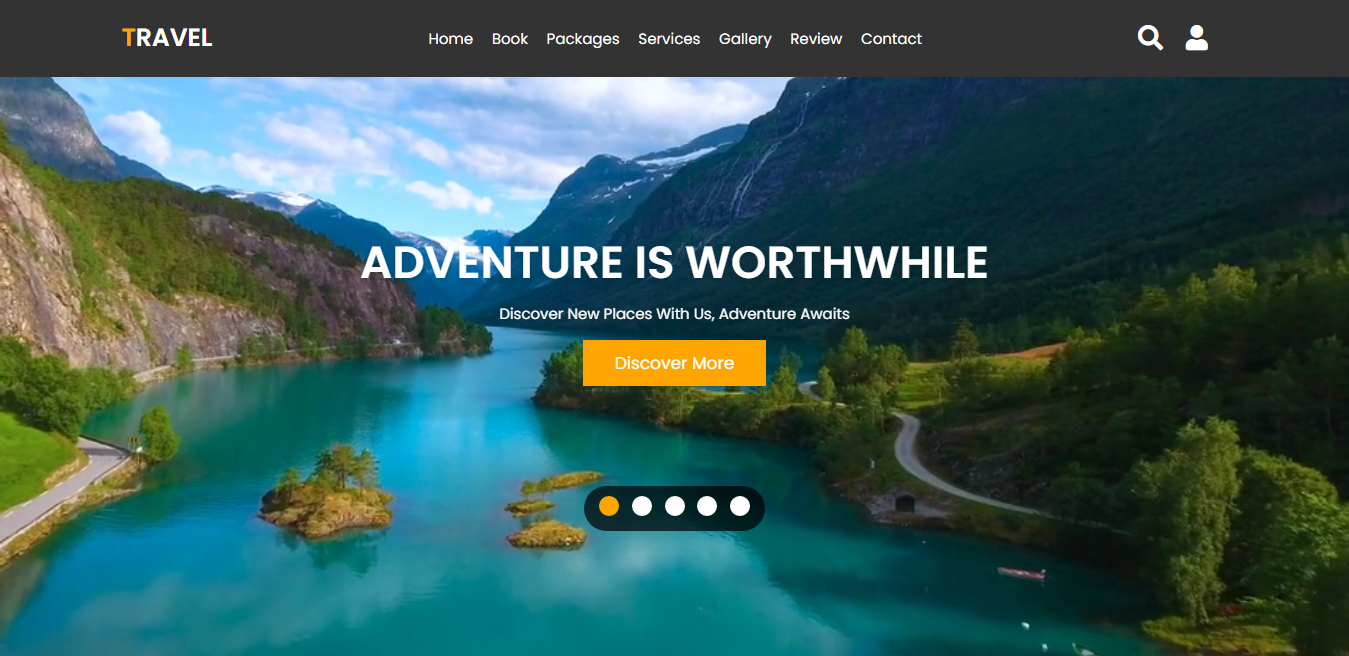 TRAVEL
Home Book Packages Services Gallery Review Contact
ADVENTURE IS WORTHWHILE
Discover New Places With Us, Adventure Awaits
Discover More